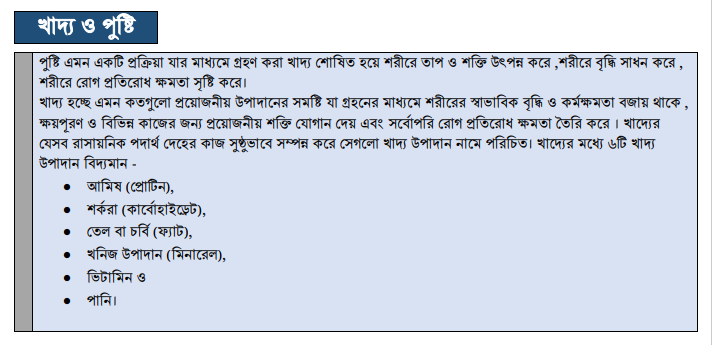 খাদ্য ও পুষ্টি
পুষ্টি এমন একটি প্রক্রিয়া যার মাধ্যমে গ্রহণ করা খাদ্য শোষিত হয়ে শরীরে তাপ ও শক্তি উৎপন্ন করে ,শরীরে বৃদ্ধি সাধন করে ,
শরীরে রোগ প্রতিরোধ ক্ষমতা সৃষ্টি করে।
খাদ্য হচ্ছে এমন কতগুলো প্রয়োজনীয় উপাদানের সমষ্টি যা গ্রহনের মাধ্যমে শরীরের স্বাভাবিক বৃদ্ধি ও কর্মক্ষমতা বজায় থাকে ,
ক্ষয়পূরণ ও বিভিন্ন কাজের জন্য প্রয়োজনীয় শক্তি যোগান দেয় এবং সর্বোপরি রোগ প্রতিরোধ ক্ষমতা তৈরি করে । খাদ্যের
যেসব রাসায়নিক পদার্থ দেহের কাজ সুষ্ঠুভাবে সম্পন্ন করে সেগলো খাদ্য উপাদান নামে পরিচিত। খাদ্যের মধ্যে ৬টি খাদ্য
উপাদান বিদ্যমান -
● আমিষ (প্রোটিন),
● শর্করা (কার্বোহাইড্রেট),
● তেল বা চর্বি (ফ্যাট),
● খনিজ উপাদান (মিনারেল),
● ভিটামিন ও
● পানি।